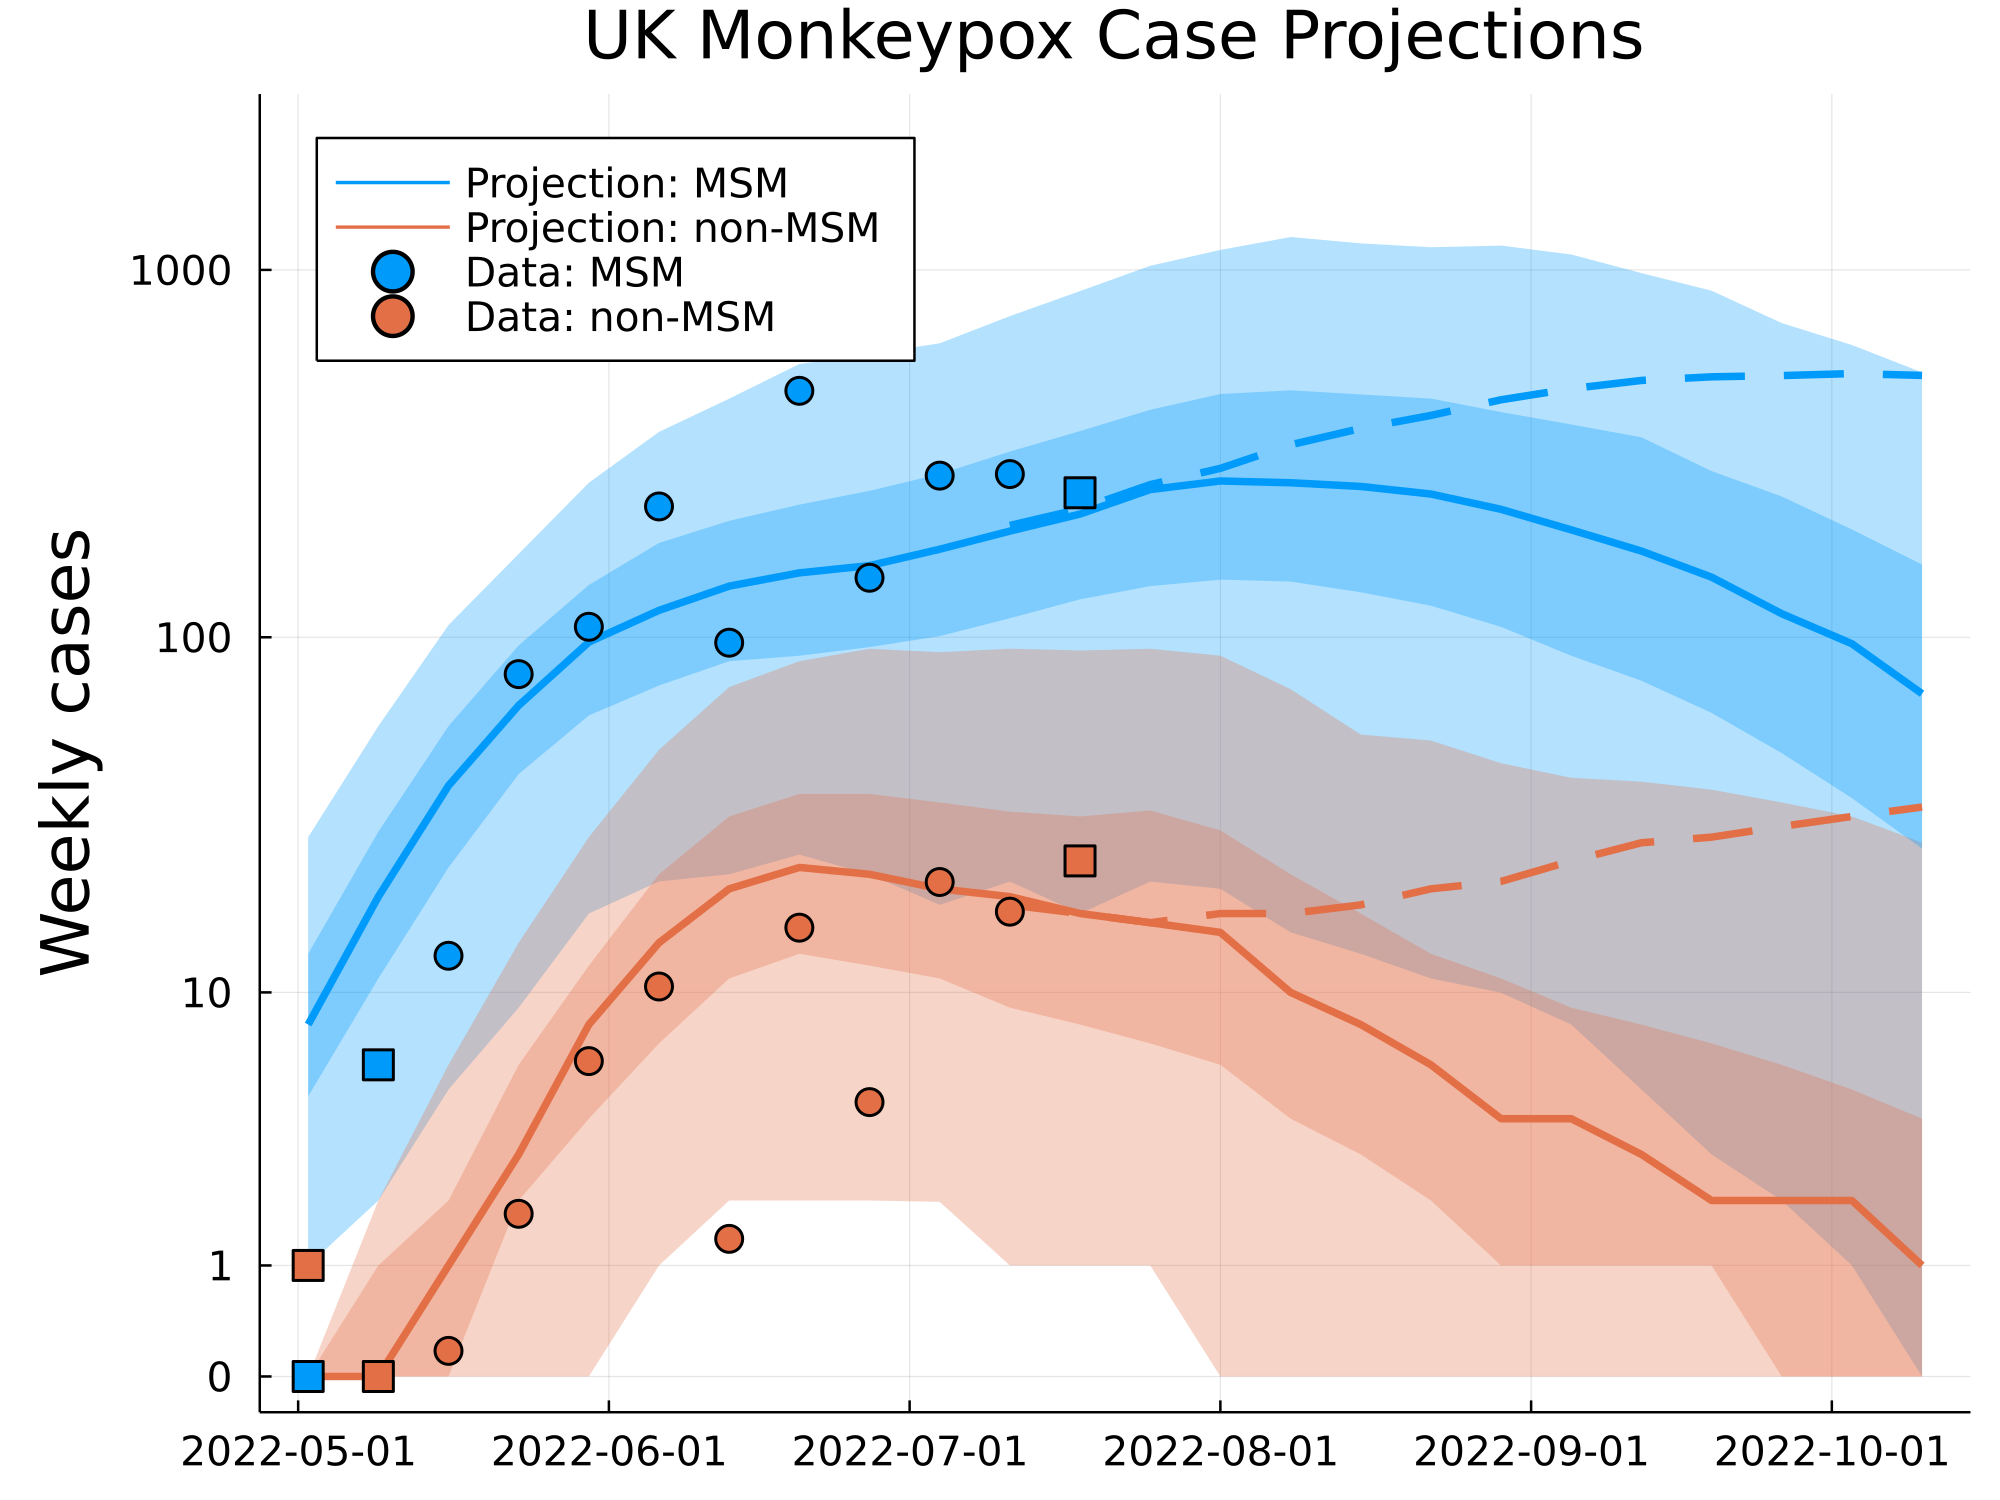 UK Monkeypox Case Projections
Projection: MSM
Projection: non-MSM
Data: MSM
Data: non-MSM
Weekly cases
1000
100
10
1
0
2022-05-01 2022-06-01 2022-07-01 2022-08-01 2022-09-01 2022-10-01